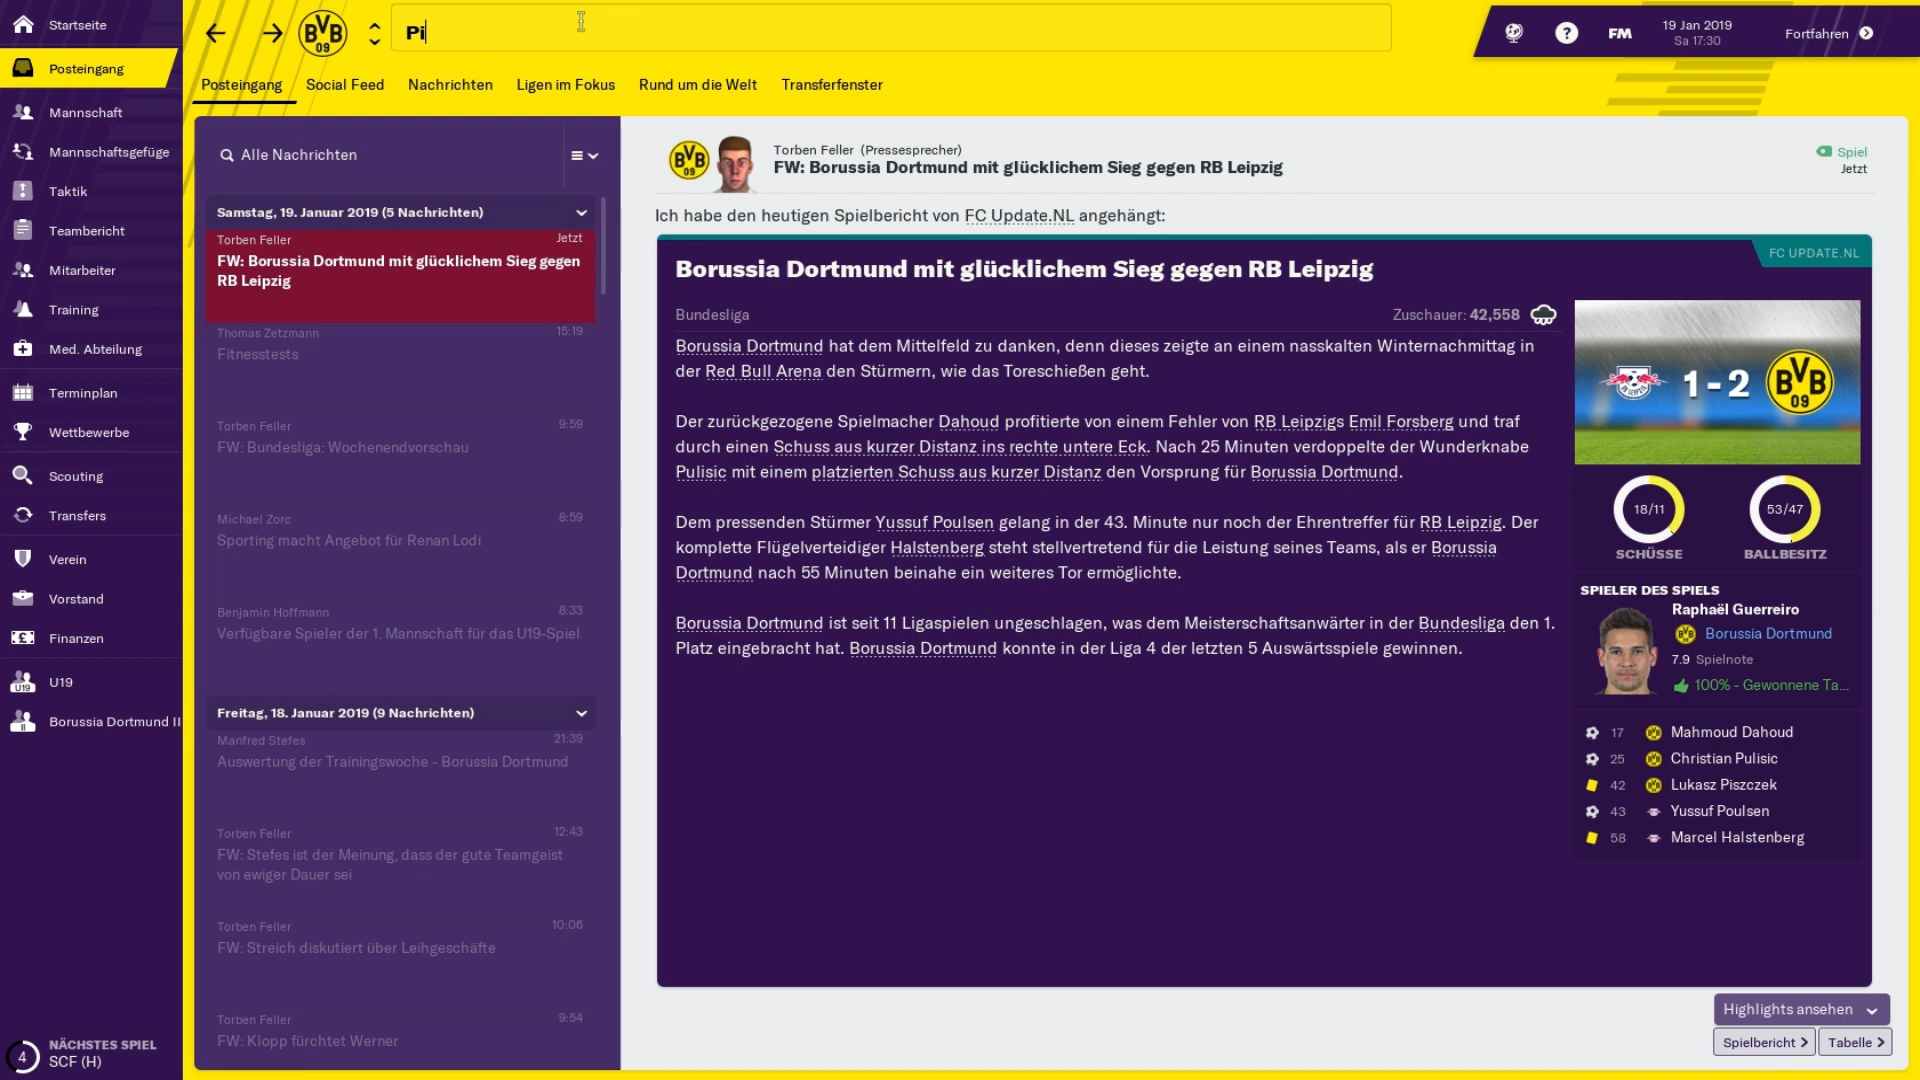 Startseite
Posteingang
Mannschaft
Mannschaftsgefüge
Taktik
Teambericht
Mitarbeiter
Training
Med. Abteilung
Terminplan
Wettbewerbe
Scouting
Transfers
Verein
Vorstand
Finanzen
U19
U19
Borussia Dortmund II
4
NÄCHSTES SPIEL
SCF (H)
BVB
09
Pi
?
FM
19 Jan 2019
Sa 17:30
Fortfahren
Posteingang Social Feed Nachrichten Ligen im Fokus Rund um die Welt Transferfenster
Alle Nachrichten
Samstag, 19. Januar 2019 (5 Nachrichten)
Torben Feller Jetzt
FW: Borussia Dortmund mit glücklichem Sieg gegen
RB Leipzig
Thomas Zetzmann 15:19
Fitnesstests
Torben Feller 9:59
FW: Bundesliga: Wochenendvorschau
Michael Zorc 8:59
Sporting macht Angebot für Renan Lodi
Benjamin Hoffmann 8:33
Verfügbare Spieler der 1. Mannschaft für das U19-Spiel
Freitag, 18. Januar 2019 (9 Nachrichten)
Manfred Stefes 21:39
Auswertung der Trainingswoche - Borussia Dortmund
Torben Feller 12:43
FW: Stefes ist der Meinung, dass der gute Teamgeist
von ewiger Dauer sei
Torben Feller 10:06
FW: Streich diskutiert über Leihgeschäfte
Torben Feller 9:54
FW: Klopp fürchtet Werner
BVB
09
Torben Feller (Pressesprecher)
FW: Borussia Dortmund mit glücklichem Sieg gegen RB Leipzig
Spiel
Jetzt
Ich habe den heutigen Spielbericht von FC Update.NL angehängt:
FC UPDATE.NL
Borussia Dortmund mit glücklichem Sieg gegen RB Leipzig
Bundesliga Zuschauer: 42,558
Borussia Dortmund hat dem Mittelfeld zu danken, denn dieses zeigte an einem nasskalten Winternachmittag in
der Red Bull Arena den Stürmern, wie das Toreschießen geht.
Der zurückgezogene Spielmacher Dahoud profitierte von einem Fehler von RB Leipzigs Emil Forsberg und traf
durch einen Schuss aus kurzer Distanz ins rechte untere Eck. Nach 25 Minuten verdoppelte der Wunderknabe
Pulisic mit einem platzierten Schuss aus kurzer Distanz den Vorsprung für Borussia Dortmund.
Dem pressenden Stürmer Yussuf Poulsen gelang in der 43. Minute nur noch der Ehrentreffer für RB Leipzig. Der
komplette Flügelverteidiger Halstenberg steht stellvertretend für die Leistung seines Teams, als er Borussia
Dortmund nach 55 Minuten beinahe ein weiteres Tor ermöglichte.
Borussia Dortmund ist seit 11 Ligaspielen ungeschlagen, was dem Meisterschaftsanwärter in der Bundesliga den 1.
Platz eingebracht hat. Borussia Dortmund konnte in der Liga 4 der letzten 5 Auswärtsspiele gewinnen.
1 - 2
BVB
09
18/11
SCHÜSSE
53/47
BALLBESITZ
SPIELER DES SPIELS
Raphaël Guerreiro
Borussia Dortmund
7.9 Spielnote
100% - Gewonnene Ta...
17 Mahmoud Dahoud
25 Christian Pulisic
42 Lukasz Piszczek
43 Yussuf Poulsen
58 Marcel Halstenberg
Highlights ansehen
Spielbericht
Tabelle